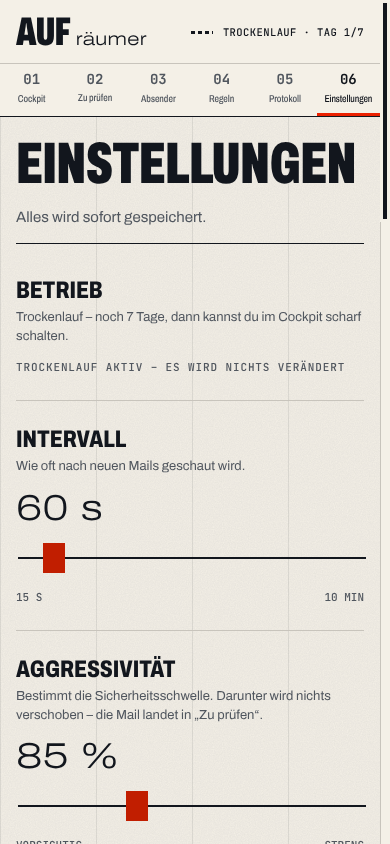 AUF räumer
TROCKENLAUF · TAG 1/7
01 02 03 04 05 06
Cockpit Zu prüfen Absender Regeln Protokoll Einstellungen
EINSTELLUNGEN
Alles wird sofort gespeichert.
BETRIEB
Trockenlauf – noch 7 Tage, dann kannst du im Cockpit scharf
schalten.
TROCKENLAUF AKTIV – ES WIRD NICHTS VERÄNDERT
INTERVALL
Wie oft nach neuen Mails geschaut wird.
60 s
15 S 10 MIN
AGGRESSIVITÄT
Bestimmt die Sicherheitsschwelle. Darunter wird nichts
verschoben – die Mail landet in „Zu prüfen“.
85 %
VORSICHTIG STRENG